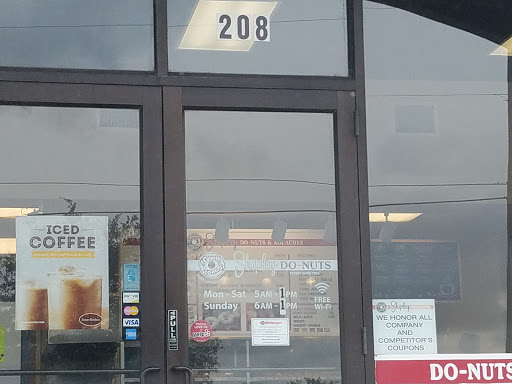 208
ICED
COFFEE
DO-NUTS & KOLACHES
Shipley DO-NUTS
Mon - Sat 5AM-1PM
Sunday 6AM-1PM
FREE
WI-FI
PULL
VISA
Shipley
WE HONOR ALL
COMPANY
AND
COMPETITOR'S
COUPONS
DO-NUTS